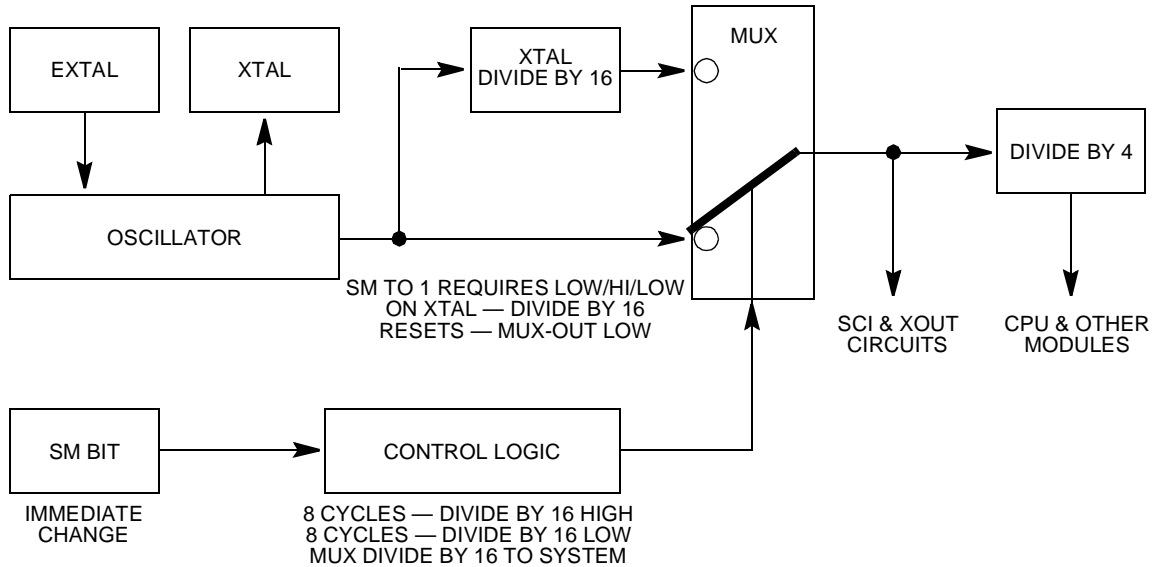 EXTAL
XTAL
XTAL
DIVIDE BY 16
MUX
DIVIDE BY 4
OSCILLATOR
SM TO 1 REQUIRES LOW/HI/LOW
ON XTAL — DIVIDE BY 16
RESETS — MUX-OUT LOW
SCI & XOUT
CIRCUITS
CPU & OTHER
MODULES
SM BIT
CONTROL LOGIC
IMMEDIATE
CHANGE
8 CYCLES — DIVIDE BY 16 HIGH
8 CYCLES — DIVIDE BY 16 LOW
MUX DIVIDE BY 16 TO SYSTEM